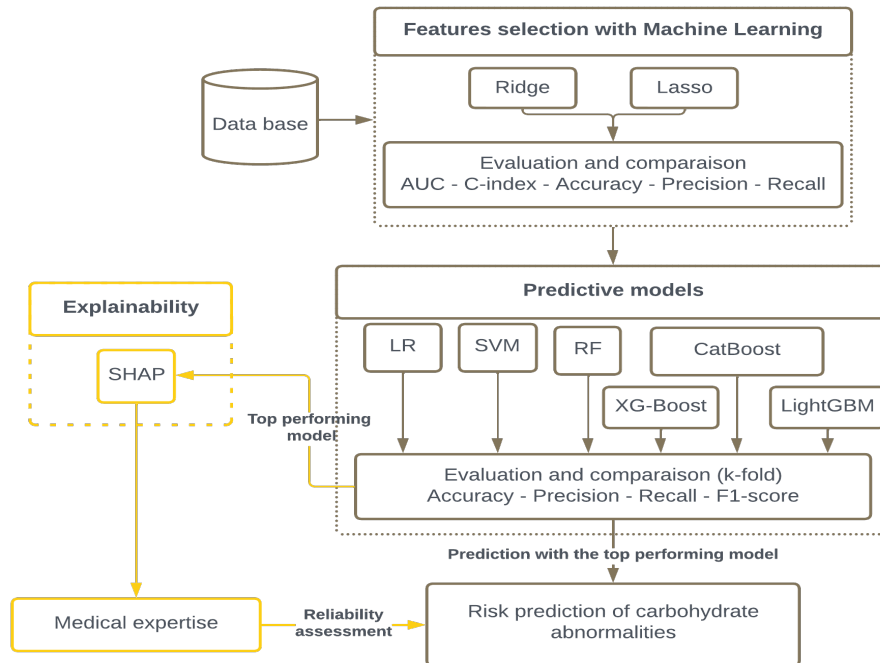 Features selection with Machine Learning
Ridge
Lasso
Data base
Evaluation and comparaison
AUC - C-index - Accuracy - Precision - Recall
Predictive models
Explainability
LR
SVM
RF
CatBoost
SHAP
XG-Boost
LightGBM
Top performing
model
Evaluation and comparaison (k-fold)
Accuracy - Precision - Recall - F1-score
Prediction with the top performing model
Medical expertise
Reliability
assessment
Risk prediction of carbohydrate
abnormalities